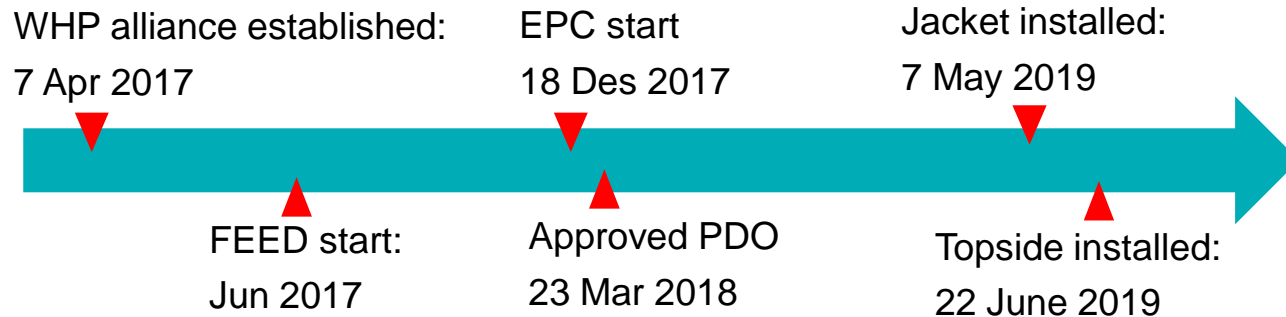 WHP alliance established:
7 Apr 2017
EPC start
18 Des 2017
Jacket installed:
7 May 2019
FEED start:
Jun 2017
Approved PDO
23 Mar 2018
Topside installed:
22 June 2019